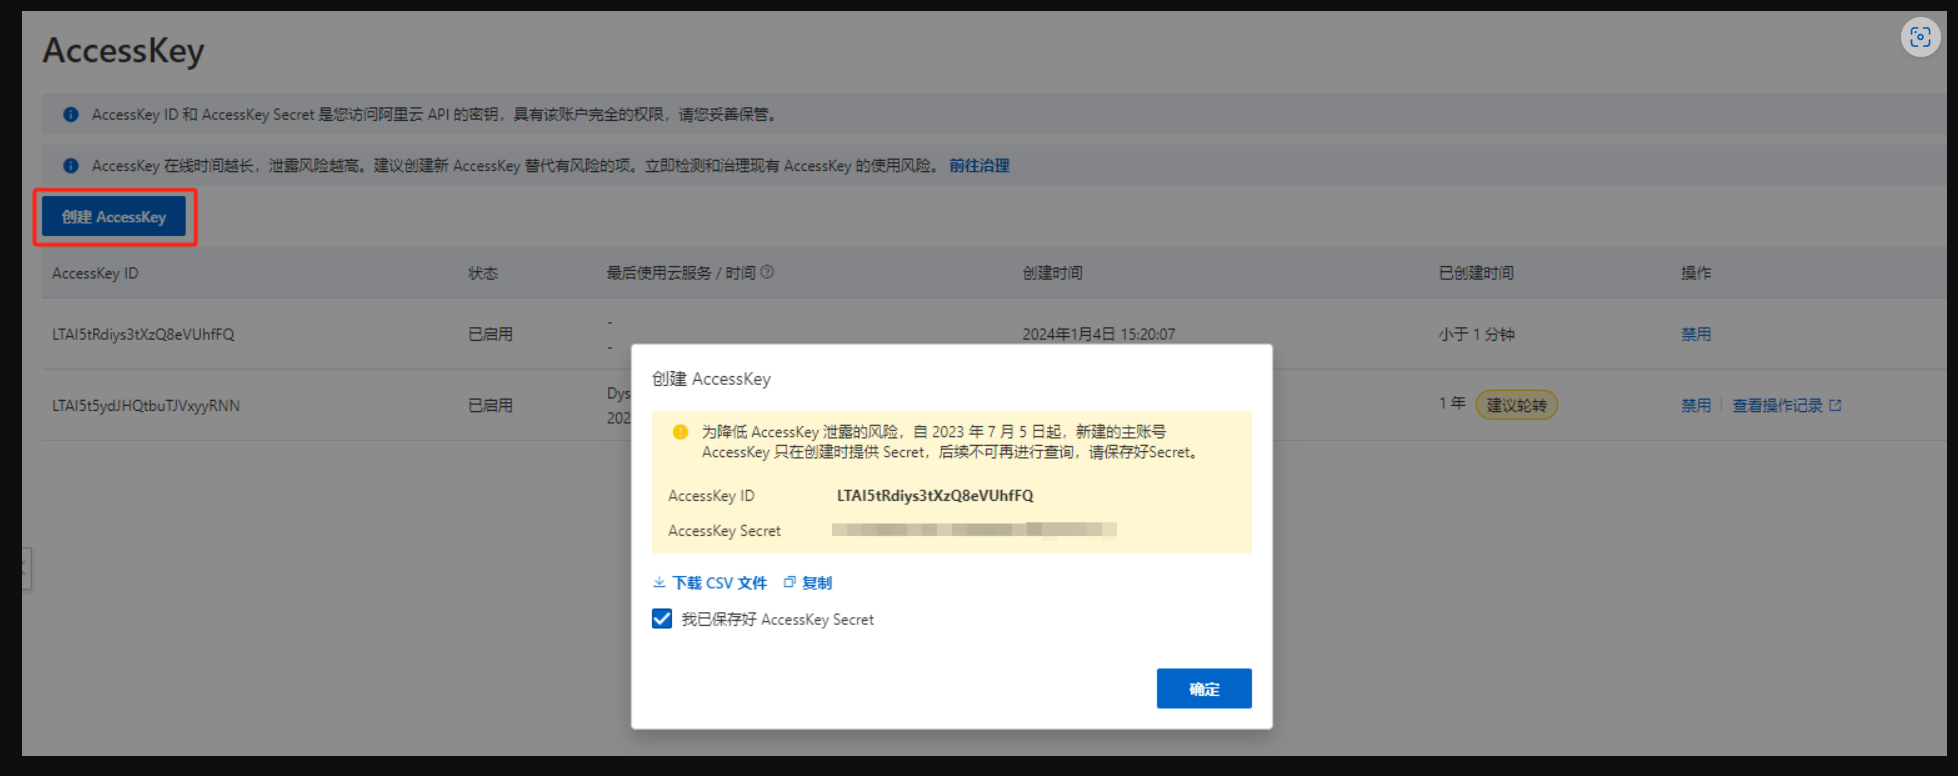 AccessKey
AccessKey ID 和 AccessKey Secret 是您访问阿里云 API 的密钥，具有该账户完全的权限，请您妥善保管。
AccessKey 在线时间越长，泄露风险越高。建议创建新 AccessKey 替代有风险的项。立即检测和治理现有 AccessKey 的使用风险。 前往治理
创建 AccessKey
AccessKey ID 状态 最后使用云服务 / 时间 创建时间 已创建时间 操作
LTAI5tRdiys3tXzQ8eVUhfFQ 已启用 - 2024年1月4日 15:20:07 小于 1 分钟 禁用
-
LTAI5t5ydJHQtbuTJVxyyRNN 已启用 Dys 1 年 建议轮转 禁用 查看操作记录
202
创建 AccessKey
为降低 AccessKey 泄露的风险，自 2023 年 7 月 5 日起，新建的主账号
AccessKey 只在创建时提供 Secret，后续不可再进行查询，请保存好Secret。
AccessKey ID LTAI5tRdiys3tXzQ8eVUhfFQ
AccessKey Secret
下载 CSV 文件 复制
我已保存好 AccessKey Secret
确定